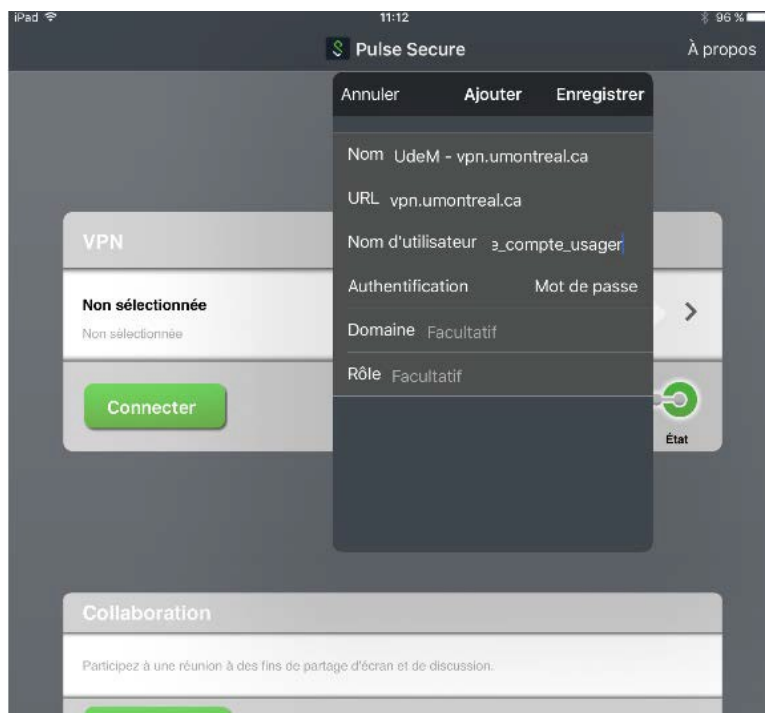 iPad 11:12 96 %
Pulse Secure À propos
Annuler Ajouter Enregistrer
Nom UdeM - vpn.umontreal.ca
URL vpn.umontreal.ca
VPN
Nom d'utilisateur e_compte_usager
Authentification Mot de passe
Non sélectionnée
Non sélectionnée
Domaine Facultatif
Rôle Facultatif
Connecter
État
Collaboration
Participez à une réunion à des fins de partage d'écran et de discussion.